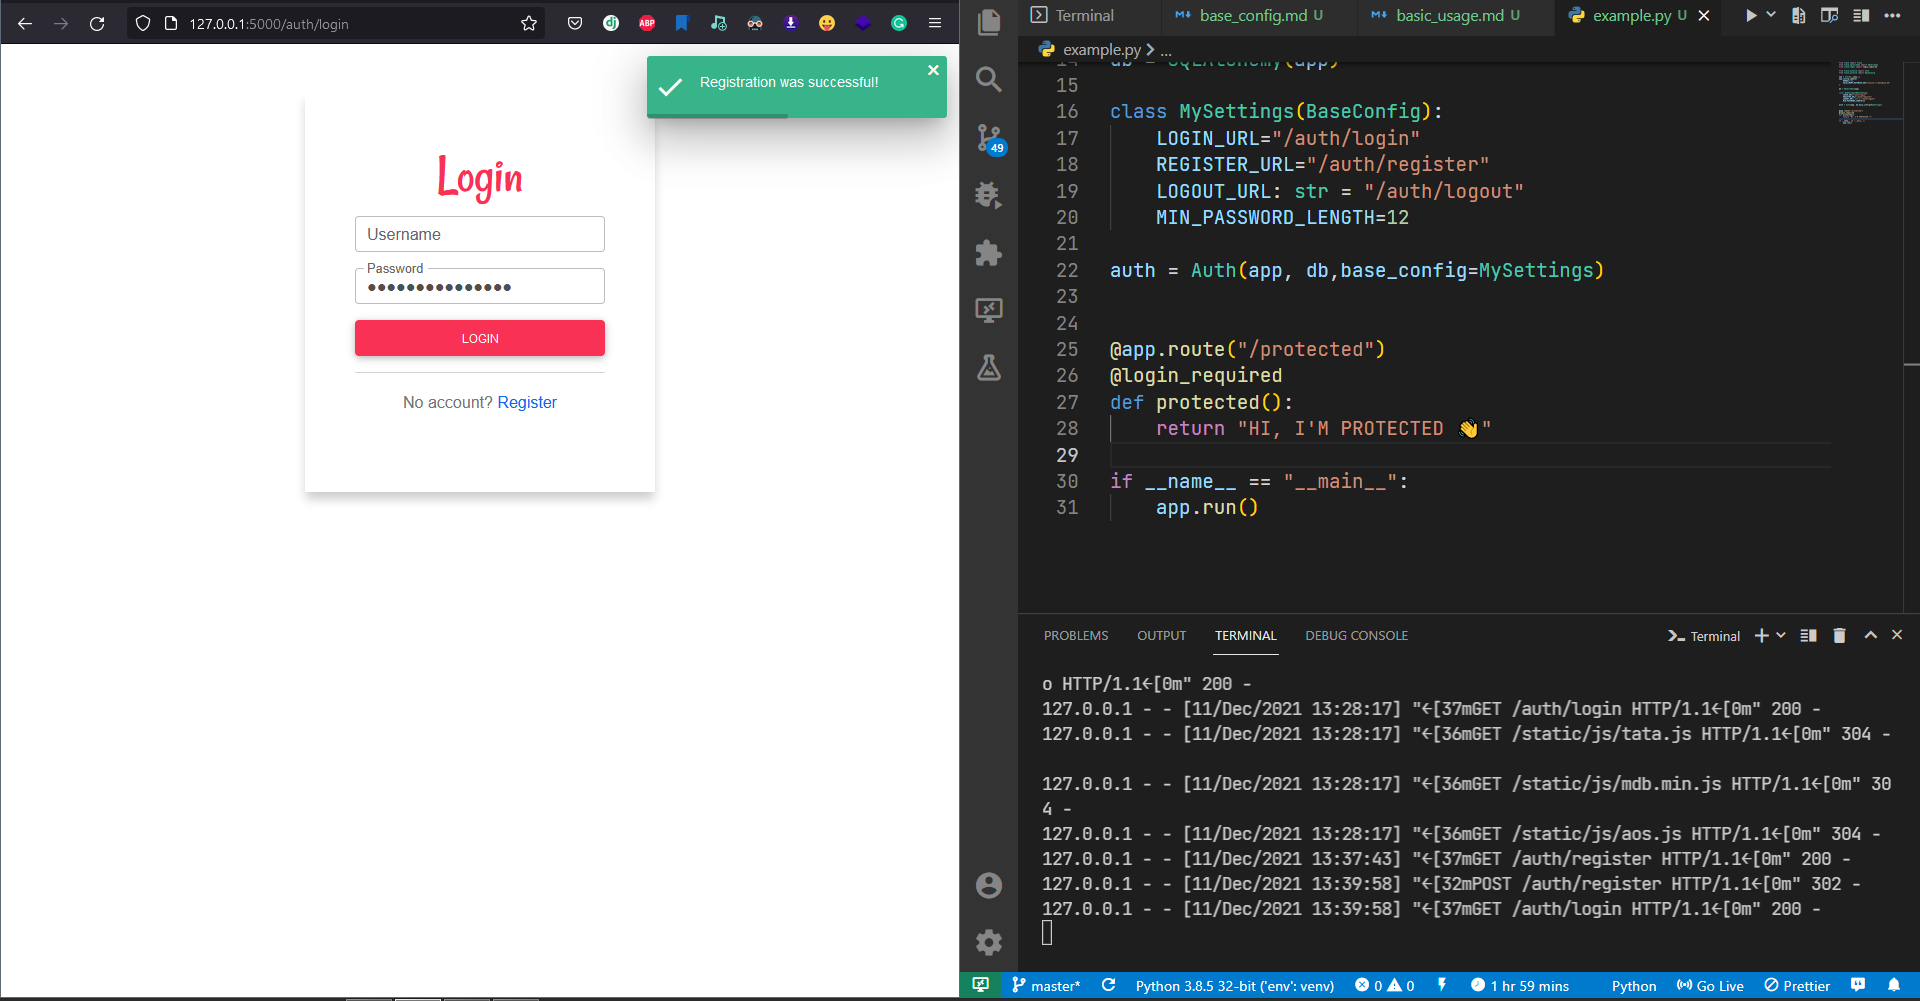 127.0.0.1:5000/auth/login
dj
ABP
Registration was successful!
Login
Username
Password
LOGIN
No account? Register
Terminal
base_config.md U
basic_usage.md U
example.py U
example.py > ...
49
14 db = SQLAlchemy(app)
15
16 class MySettings(BaseConfig):
17 LOGIN_URL="/auth/login"
18 REGISTER_URL="/auth/register"
19 LOGOUT_URL: str = "/auth/logout"
20 MIN_PASSWORD_LENGTH=12
21
22 auth = Auth(app, db,base_config=MySettings)
23
24
25 @app.route("/protected")
26 @login_required
27 def protected():
28 return "HI, I'M PROTECTED 👋"
29
30 if __name__ == "__main__":
31 app.run()
PROBLEMS OUTPUT TERMINAL DEBUG CONSOLE
Terminal
o HTTP/1.1←[0m" 200 -
127.0.0.1 - - [11/Dec/2021 13:28:17] "←[37mGET /auth/login HTTP/1.1←[0m" 200 -
127.0.0.1 - - [11/Dec/2021 13:28:17] "←[36mGET /static/js/tata.js HTTP/1.1←[0m" 304 -
127.0.0.1 - - [11/Dec/2021 13:28:17] "←[36mGET /static/js/mdb.min.js HTTP/1.1←[0m" 30
4 -
127.0.0.1 - - [11/Dec/2021 13:28:17] "←[36mGET /static/js/aos.js HTTP/1.1←[0m" 304 -
127.0.0.1 - - [11/Dec/2021 13:37:43] "←[37mGET /auth/register HTTP/1.1←[0m" 200 -
127.0.0.1 - - [11/Dec/2021 13:39:58] "←[32mPOST /auth/register HTTP/1.1←[0m" 302 -
127.0.0.1 - - [11/Dec/2021 13:39:58] "←[37mGET /auth/login HTTP/1.1←[0m" 200 -
master* Python 3.8.5 32-bit ('env': venv) 0 0 1 hr 59 mins Python Go Live Prettier